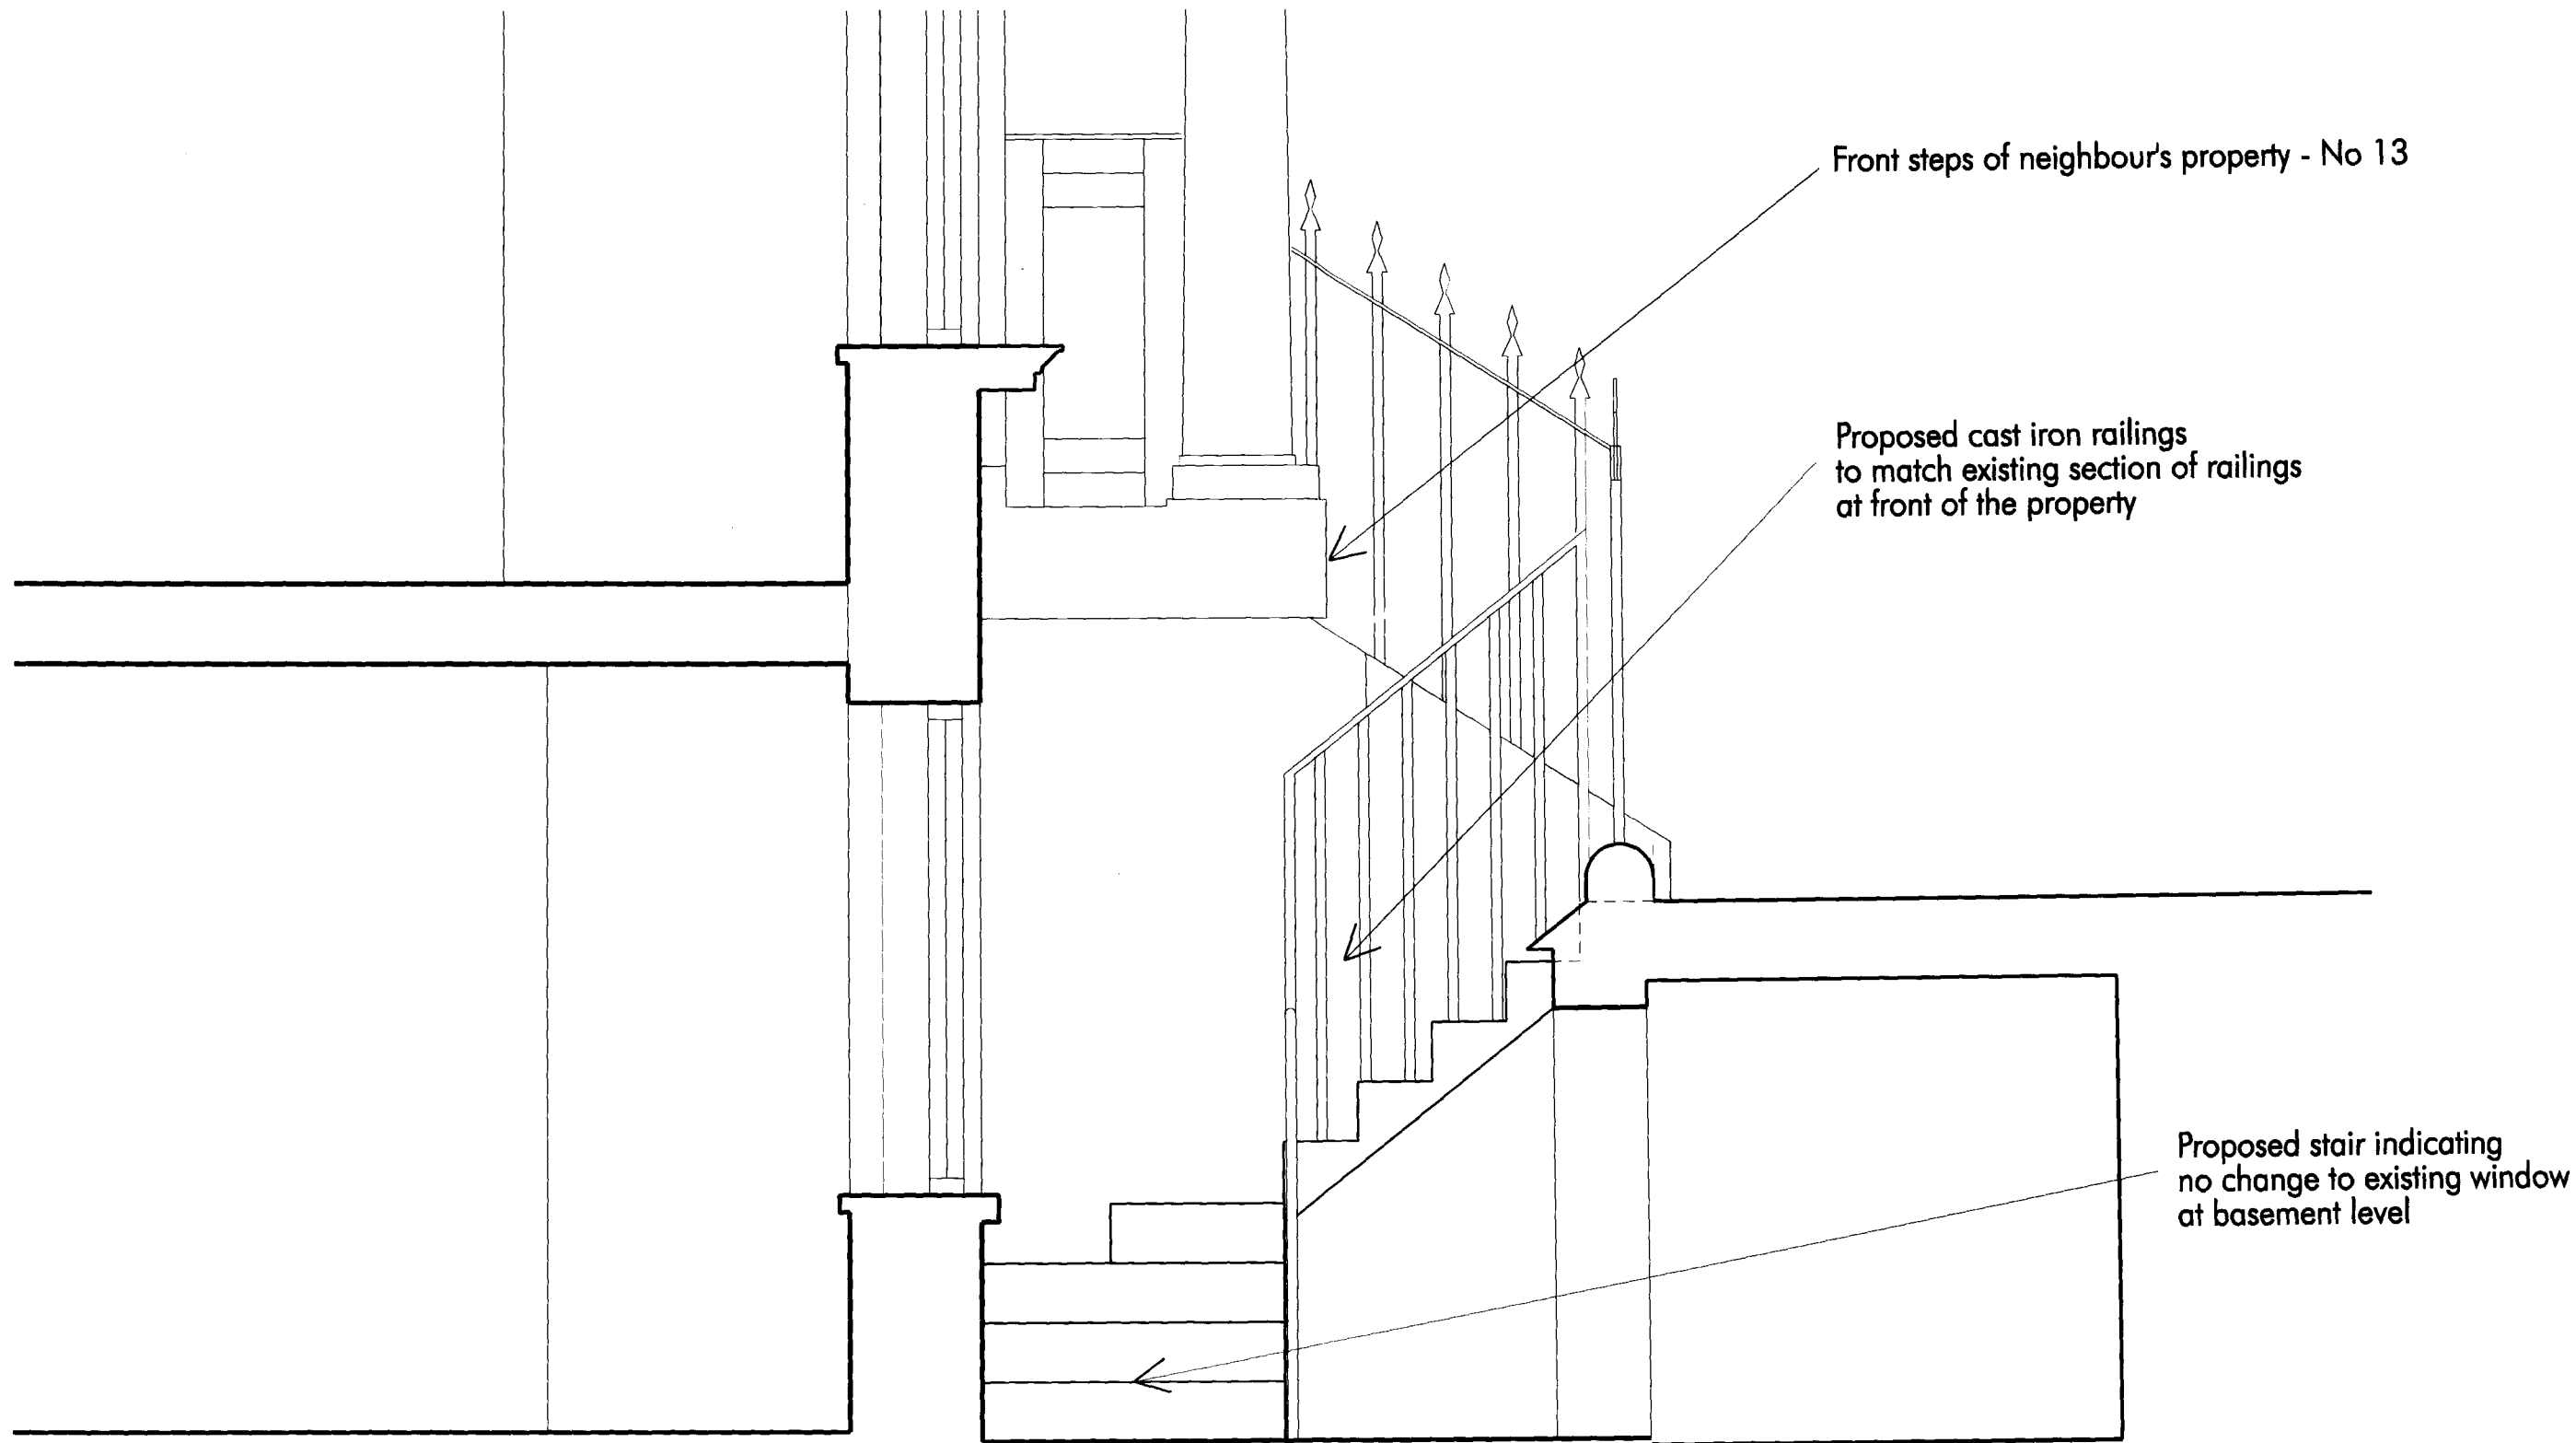 Front steps of neighbour's property - No 13
Proposed cast iron railings
to match existing section of railings
at front of the property
Proposed stair indicating
no change to existing window
at basement level